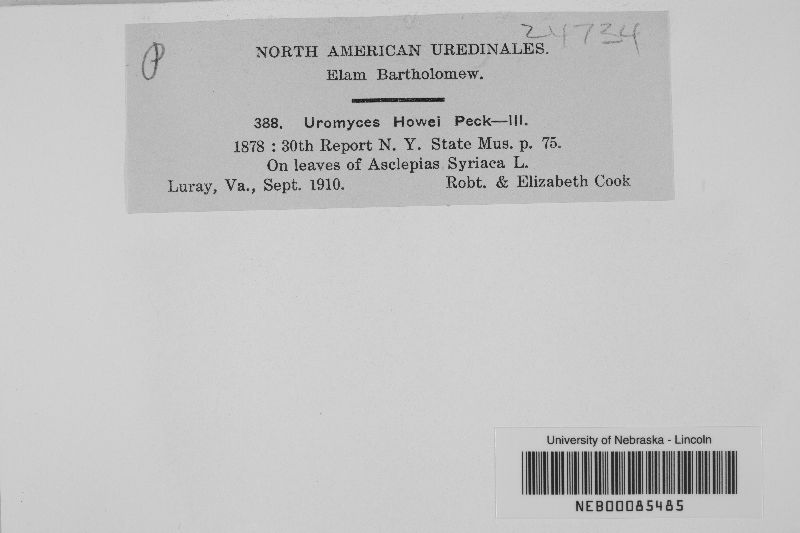 24734
P
NORTH AMERICAN UREDINALES.
Elam Bartholomew.
388. Uromyces Howei Peck—III.
1878 : 30th Report N. Y. State Mus. p. 75.
On leaves of Asclepias Syriaca L.
Luray, Va., Sept. 1910. Robt. & Elizabeth Cook
University of Nebraska - Lincoln
NEB00085485